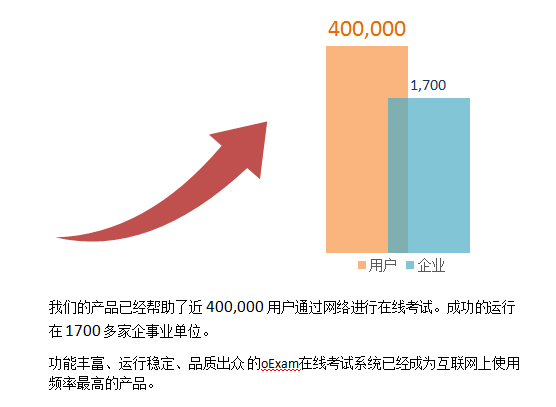 400,000
1,700
用户 企业
我们的产品已经帮助了近 400,000 用户通过网络进行在线考试。成功的运行
在 1700 多家企事业单位。
功能丰富、运行稳定、品质出众的oExam在线考试系统已经成为互联网上使用
频率最高的产品。